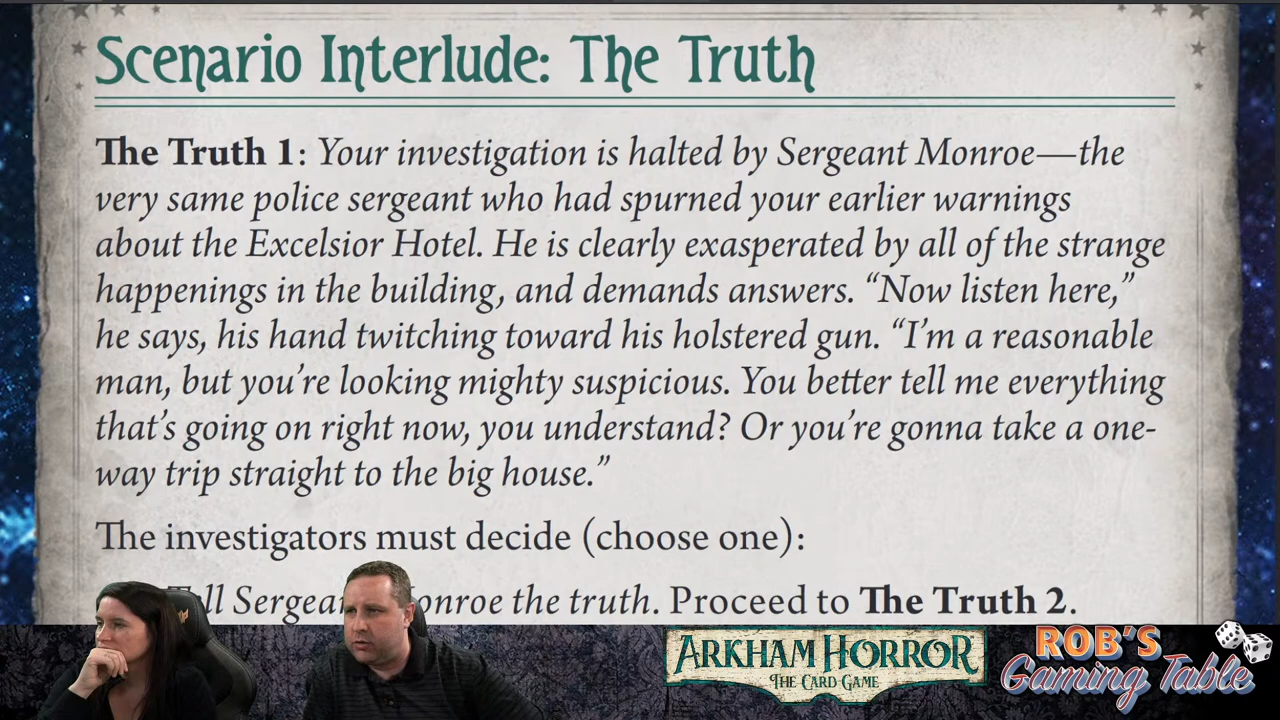 Scenario Interlude: The Truth
The Truth 1: Your investigation is halted by Sergeant Monroe—the
very same police sergeant who had spurned your earlier warnings
about the Excelsior Hotel. He is clearly exasperated by all of the strange
happenings in the building, and demands answers. “Now listen here,”
he says, his hand twitching toward his holstered gun. “I’m a reasonable
man, but you’re looking mighty suspicious. You better tell me everything
that’s going on right now, you understand? Or you’re gonna take a one-
way trip straight to the big house.”
The investigators must decide (choose one):
the truth. Proceed to The Truth 2.
ARKHAM HORROR
THE CARD GAME
ROB'S
Gaming Table